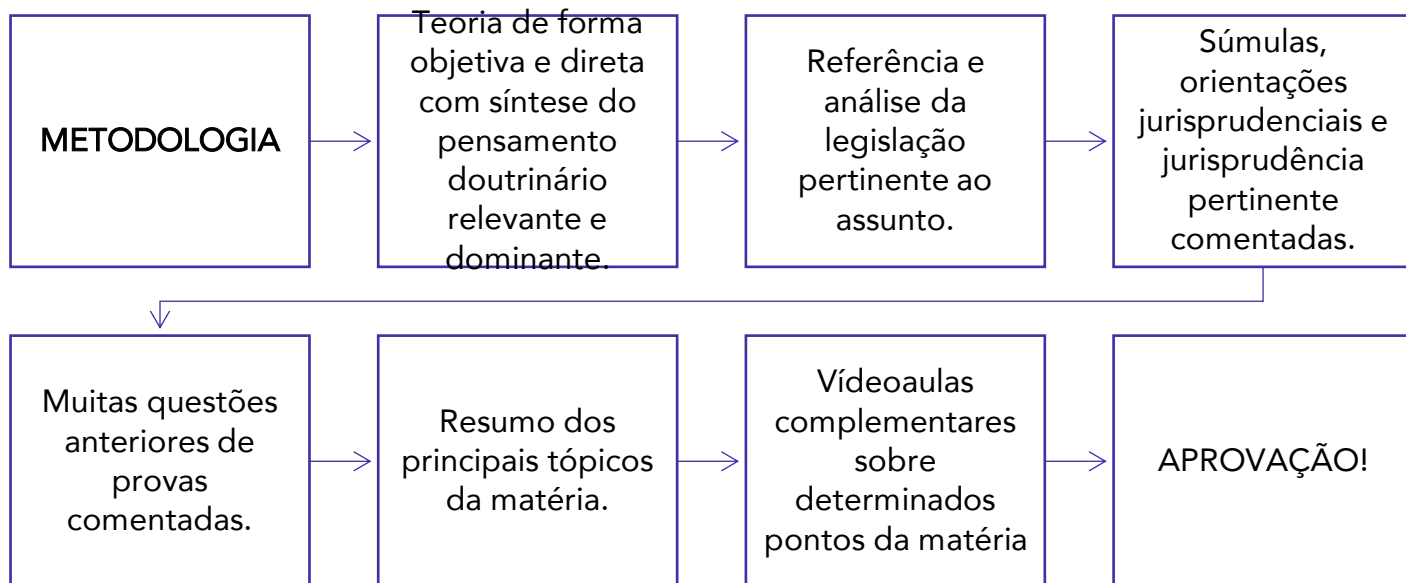 METODOLOGIA
Teoria de forma
objetiva e direta
com síntese do
pensamento
doutrinário
relevante e
dominante.
Referência e
análise da
legislação
pertinente ao
assunto.
Súmulas,
orientações
jurisprudenciais e
jurisprudência
pertinente
comentadas.
Muitas questões
anteriores de
provas
comentadas.
Resumo dos
principais tópicos
da matéria.
Vídeoaulas
complementares
sobre
determinados
pontos da matéria
APROVAÇÃO!